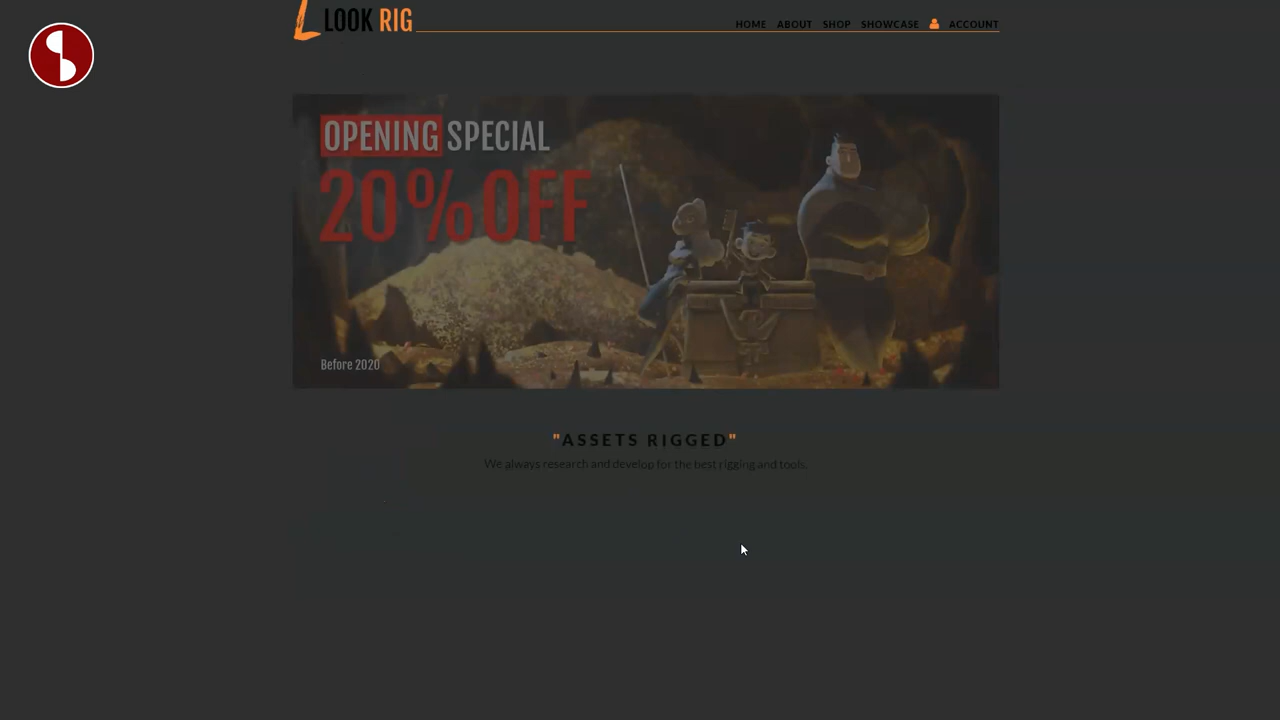 LOOK RIG
HOME ABOUT SHOP SHOWCASE ACCOUNT
OPENING SPECIAL
20% OFF
Before 2020
"ASSETS RIGGED"
We always research and develop for the best rigging and tools.